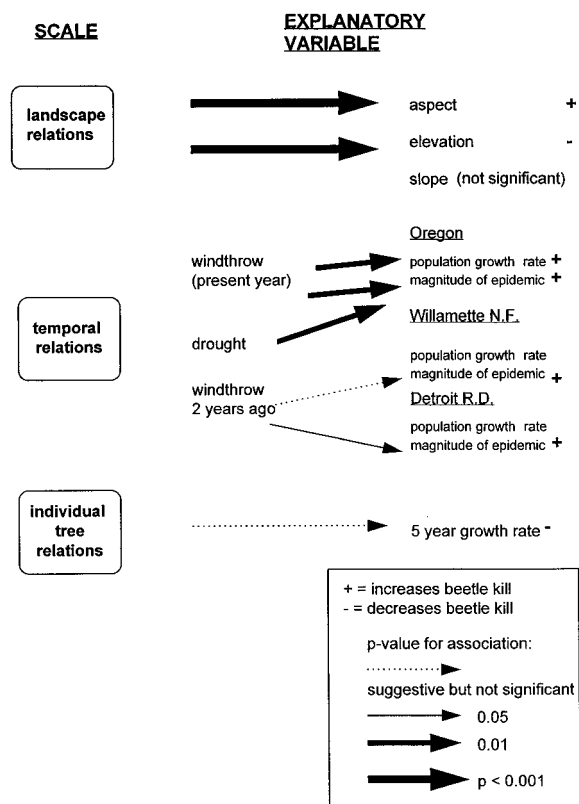 SCALE
EXPLANATORY
VARIABLE
landscape
relations
aspect +
elevation -
slope (not significant)
temporal
relations
windthrow
(present year)
drought
windthrow
2 years ago
Oregon
population growth rate +
magnitude of epidemic +
Willamette N.F.
population growth rate
magnitude of epidemic +
Detroit R.D.
population growth rate
magnitude of epidemic +
individual
tree
relations
5 year growth rate -
+ = increases beetle kill
- = decreases beetle kill
p-value for association:
suggestive but not significant
0.05
0.01
p < 0.001